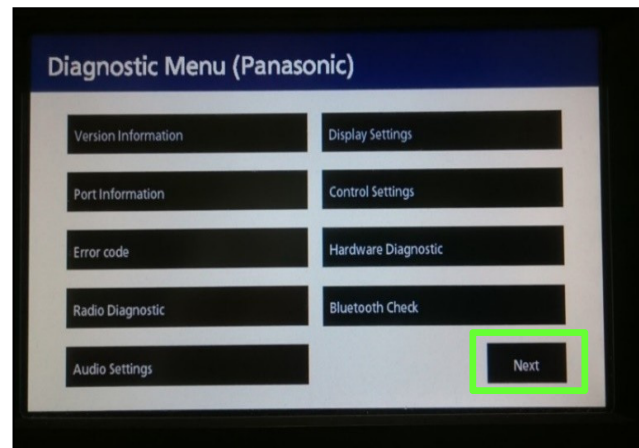 Diagnostic Menu (Panasonic)
Version Information
Display Settings
Port Information
Control Settings
Error code
Hardware Diagnostic
Radio Diagnostic
Bluetooth Check
Audio Settings
Next